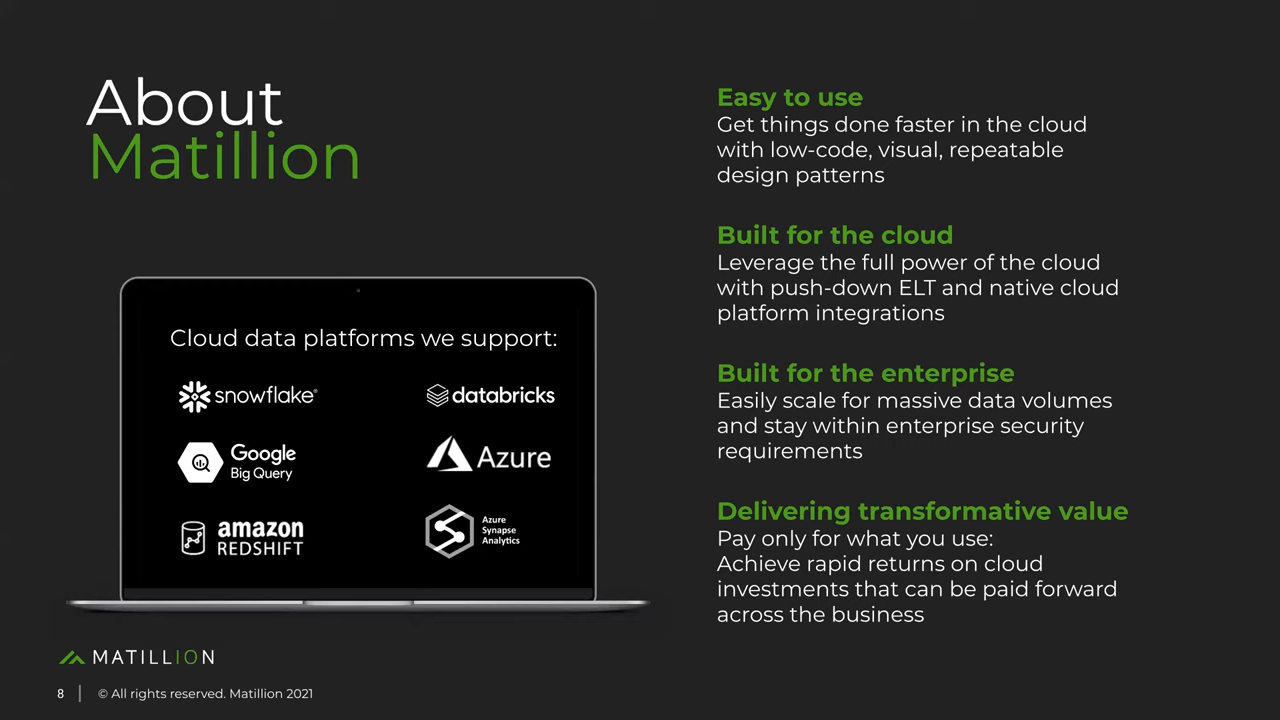 About
Matillion
Cloud data platforms we support:
snowflake®
databricks
Google
Big Query
Azure
amazon
REDSHIFT
Azure
Synapse
Analytics
Easy to use
Get things done faster in the cloud
with low-code, visual, repeatable
design patterns
Built for the cloud
Leverage the full power of the cloud
with push-down ELT and native cloud
platform integrations
Built for the enterprise
Easily scale for massive data volumes
and stay within enterprise security
requirements
Delivering transformative value
Pay only for what you use:
Achieve rapid returns on cloud
investments that can be paid forward
across the business
MATILLION
8 | © All rights reserved. Matillion 2021